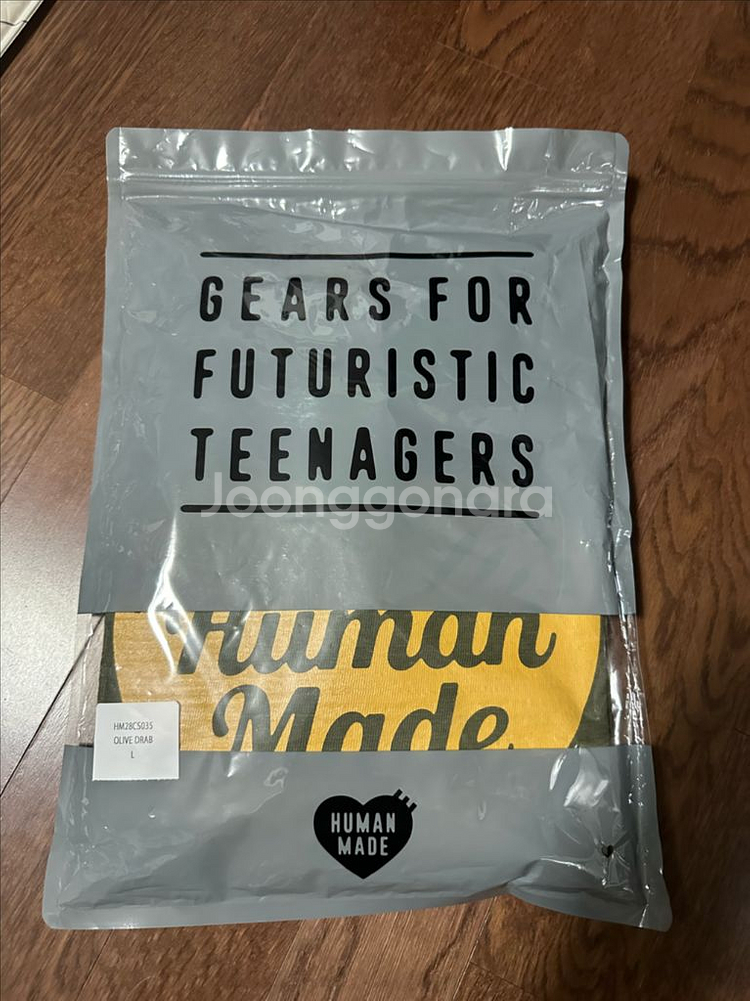 GEARS FOR
FUTURISTIC
TEENAGERS
Joonggonara
Human
Made
HM28CS035
OLIVE DRAB
L
HUMAN
MADE